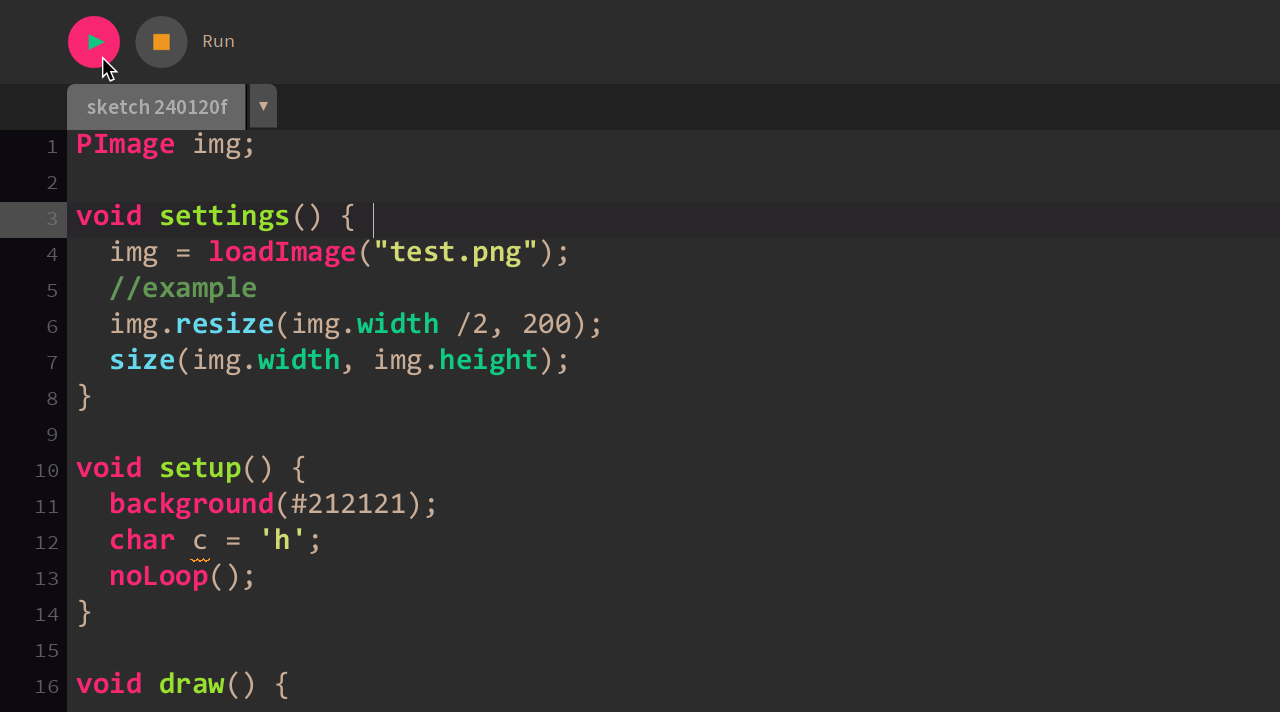 Run
sketch 240120f ▼
1 PImage img;
2
3 void settings() {
4   img = loadImage("test.png");
5   //example
6   img.resize(img.width /2, 200);
7   size(img.width, img.height);
8 }
9
10 void setup() {
11   background(#212121);
12   char c = 'h';
13   noLoop();
14 }
15
16 void draw() {